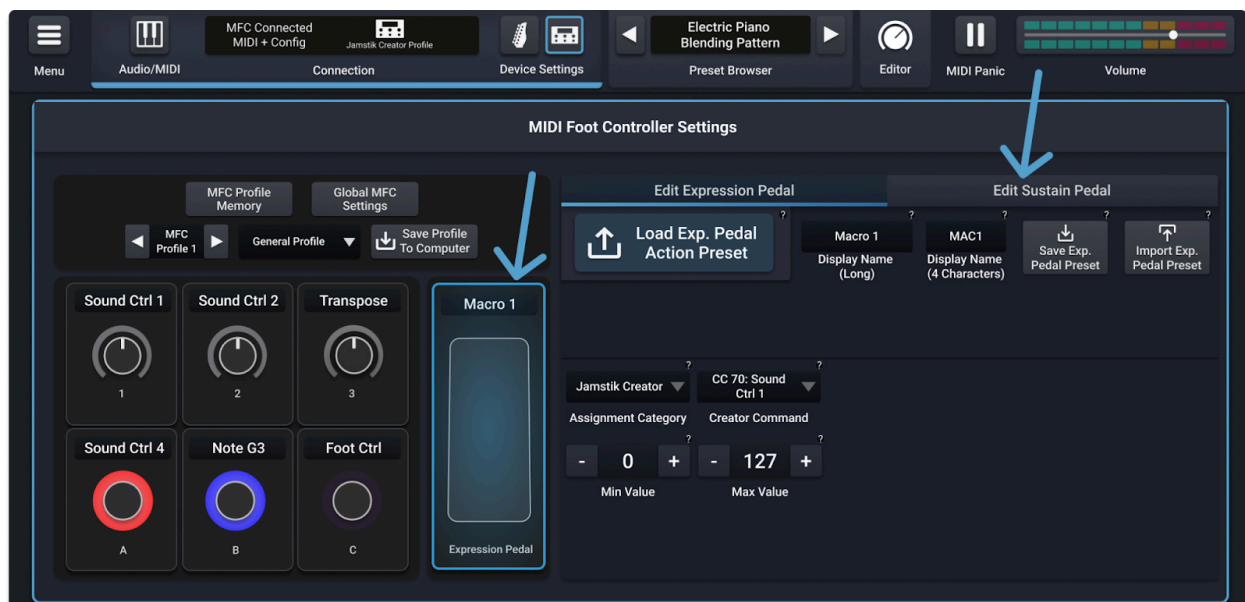 Menu
Audio/MIDI
MFC Connected
MIDI + Config
Jamstik Creator Profile
Connection
Device Settings
Electric Piano
Blending Pattern
Preset Browser
Editor
MIDI Panic
Volume
MIDI Foot Controller Settings
MFC Profile
Memory
Global MFC
Settings
MFC
Profile 1
General Profile
Save Profile
To Computer
Sound Ctrl 1
1
Sound Ctrl 2
2
Transpose
3
Sound Ctrl 4
A
Note G3
B
Foot Ctrl
C
Macro 1
Expression Pedal
Edit Expression Pedal
Edit Sustain Pedal
?
Load Exp. Pedal
Action Preset
?
Macro 1
Display Name
(Long)
?
MAC1
Display Name
(4 Characters)
?
Save Exp.
Pedal Preset
?
Import Exp.
Pedal Preset
?
Jamstik Creator
Assignment Category
?
CC 70: Sound
Ctrl 1
Creator Command
?
- 0 +
Min Value
?
- 127 +
Max Value